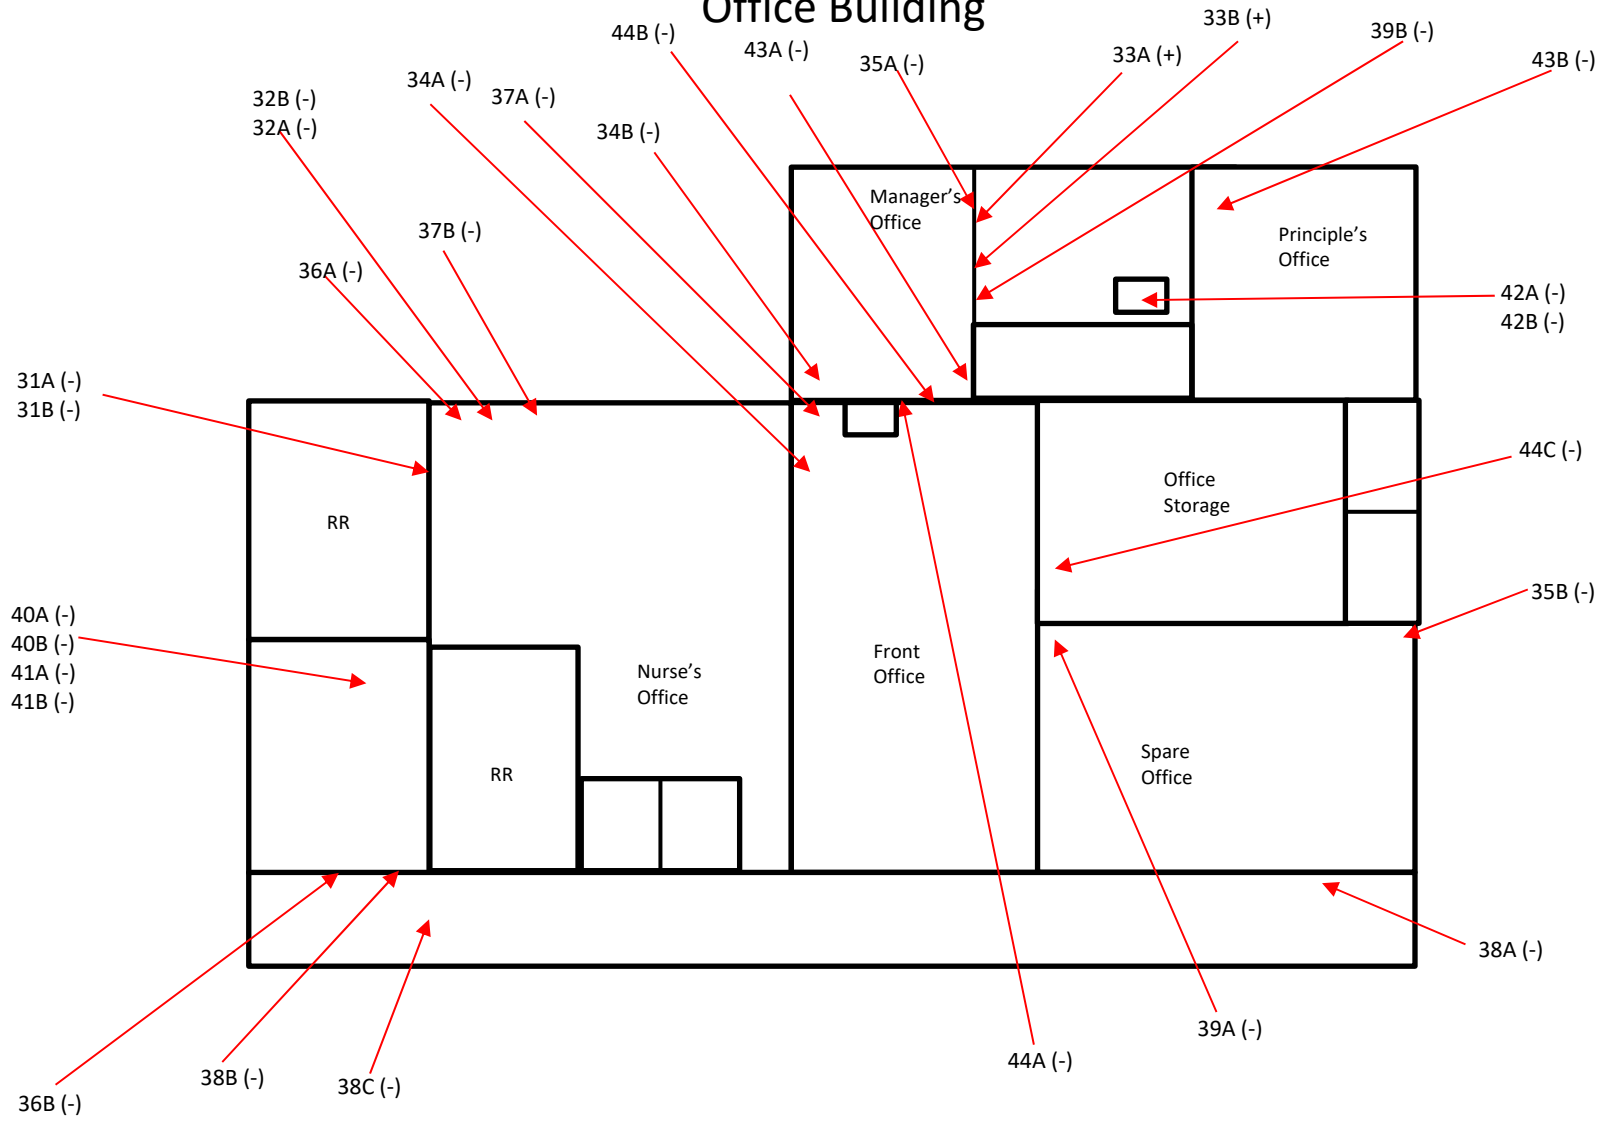 Office Building
44B (-)
43A (-)
35A (-)
33B (+)
33A (+)
39B (-)
43B (-)
34A (-)
37A (-)
32B (-)
32A (-)
34B (-)
Manager's
Office
Principle's
Office
37B (-)
36A (-)
42A (-)
42B (-)
31A (-)
31B (-)
44C (-)
Office
Storage
RR
35B (-)
40A (-)
40B (-)
41A (-)
41B (-)
Nurse's
Office
Front
Office
Spare
Office
RR
38A (-)
39A (-)
44A (-)
38B (-)
38C (-)
36B (-)